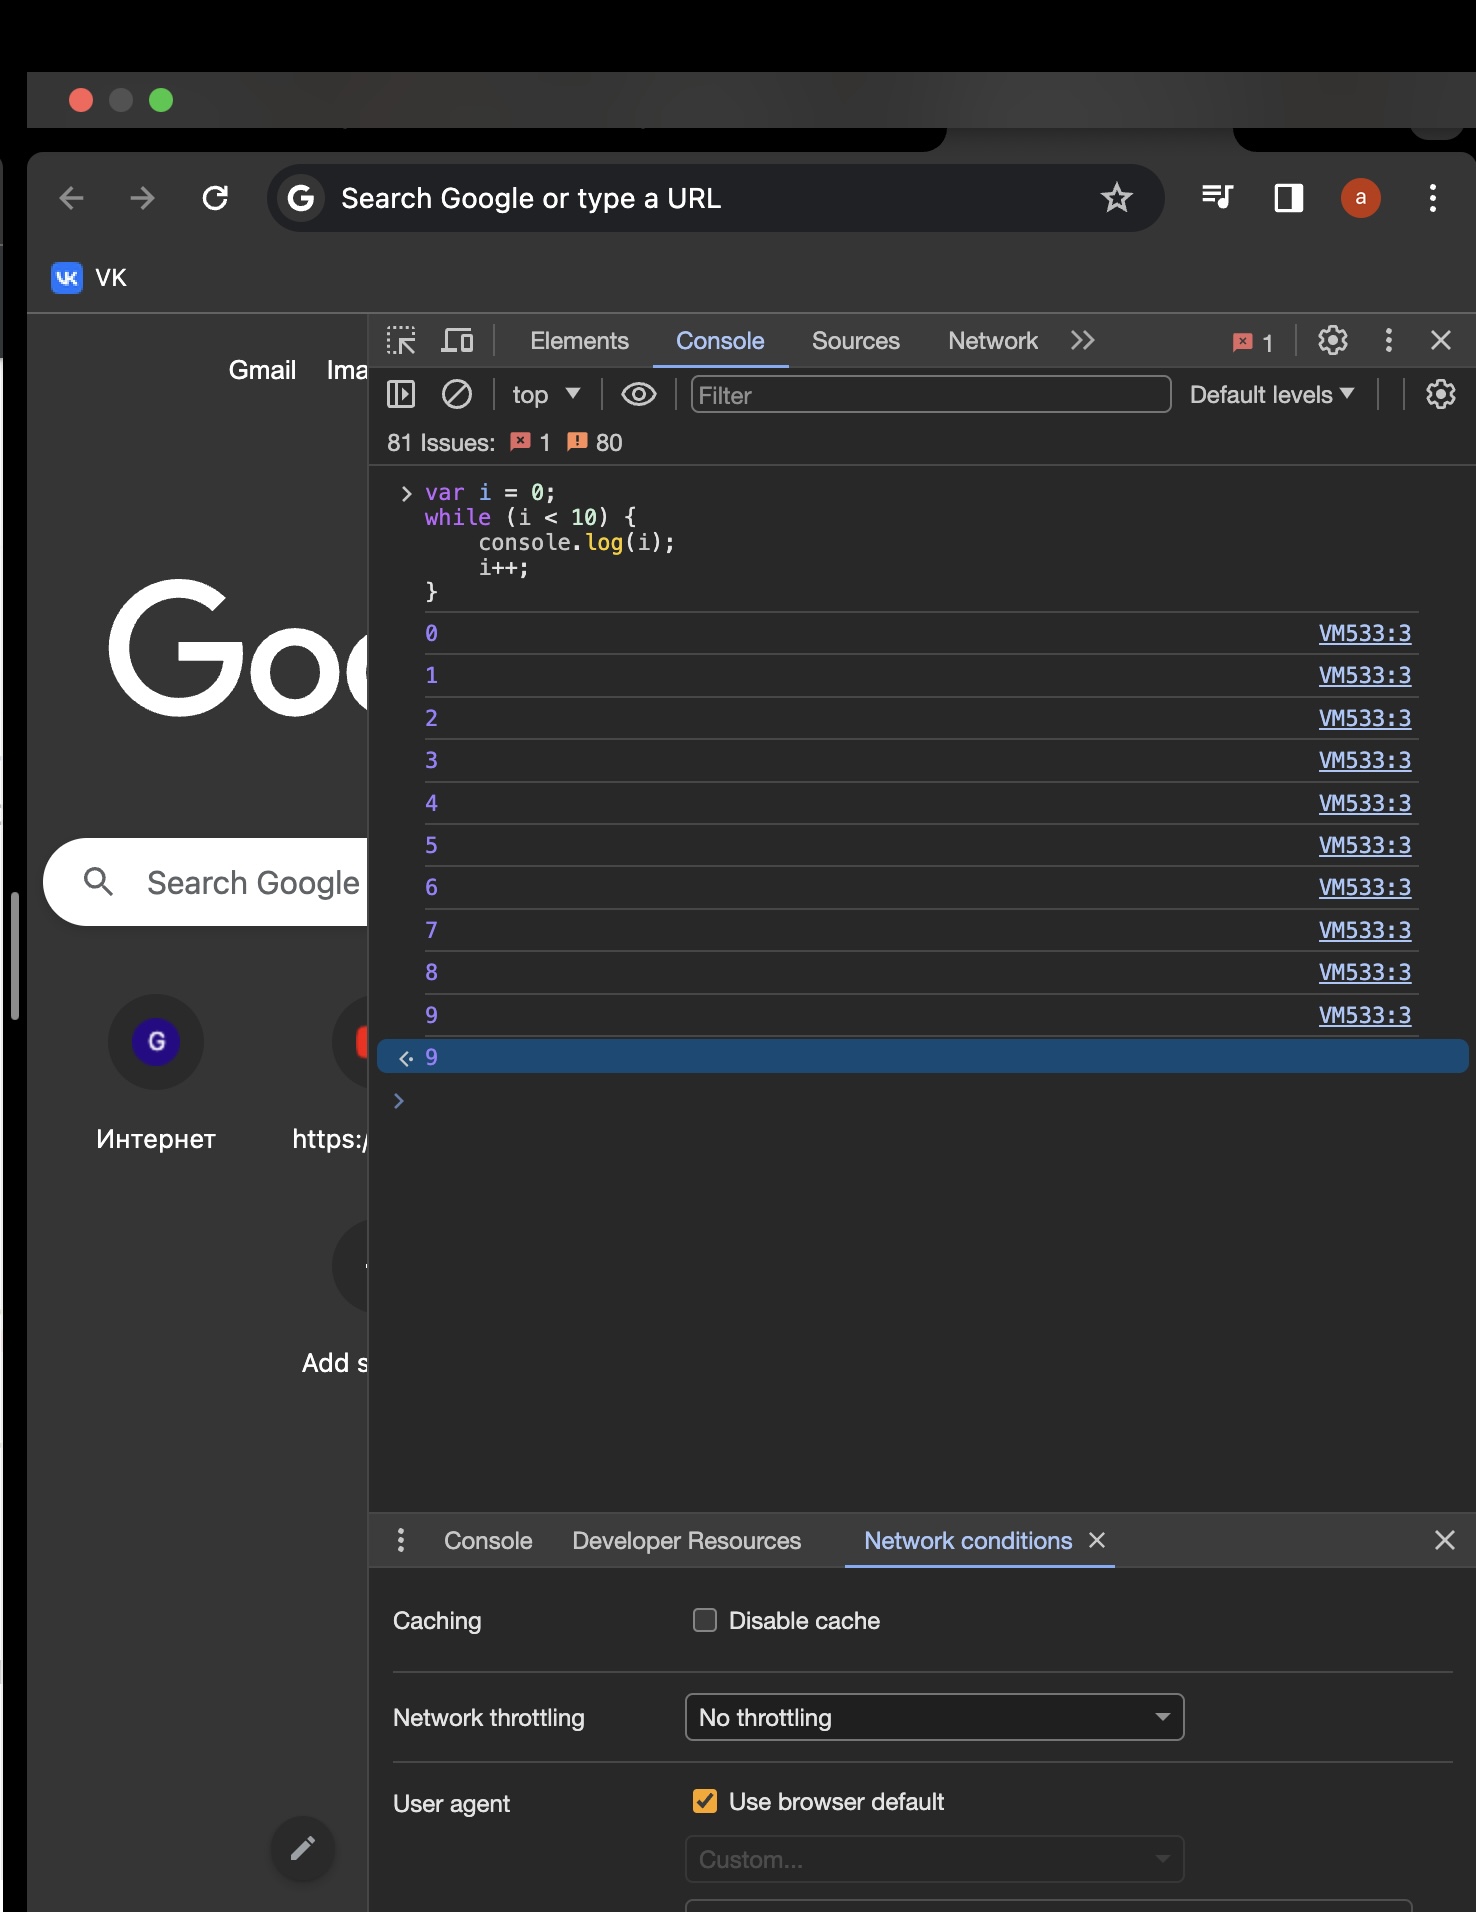 Search Google or type a URL
a
VK
Gmail
Elements Console Sources Network 1
top Filter Default levels
81 Issues: 1 80
var i = 0;
while (i < 10) {
console.log(i);
i++;
}
0 VM533:3
1 VM533:3
2 VM533:3
3 VM533:3
4 VM533:3
5 VM533:3
6 VM533:3
7 VM533:3
8 VM533:3
9 VM533:3
9
Search Google
Интернет
https:/
Add
Console Developer Resources Network conditions
Caching Disable cache
Network throttling No throttling
User agent Use browser default
Custom...